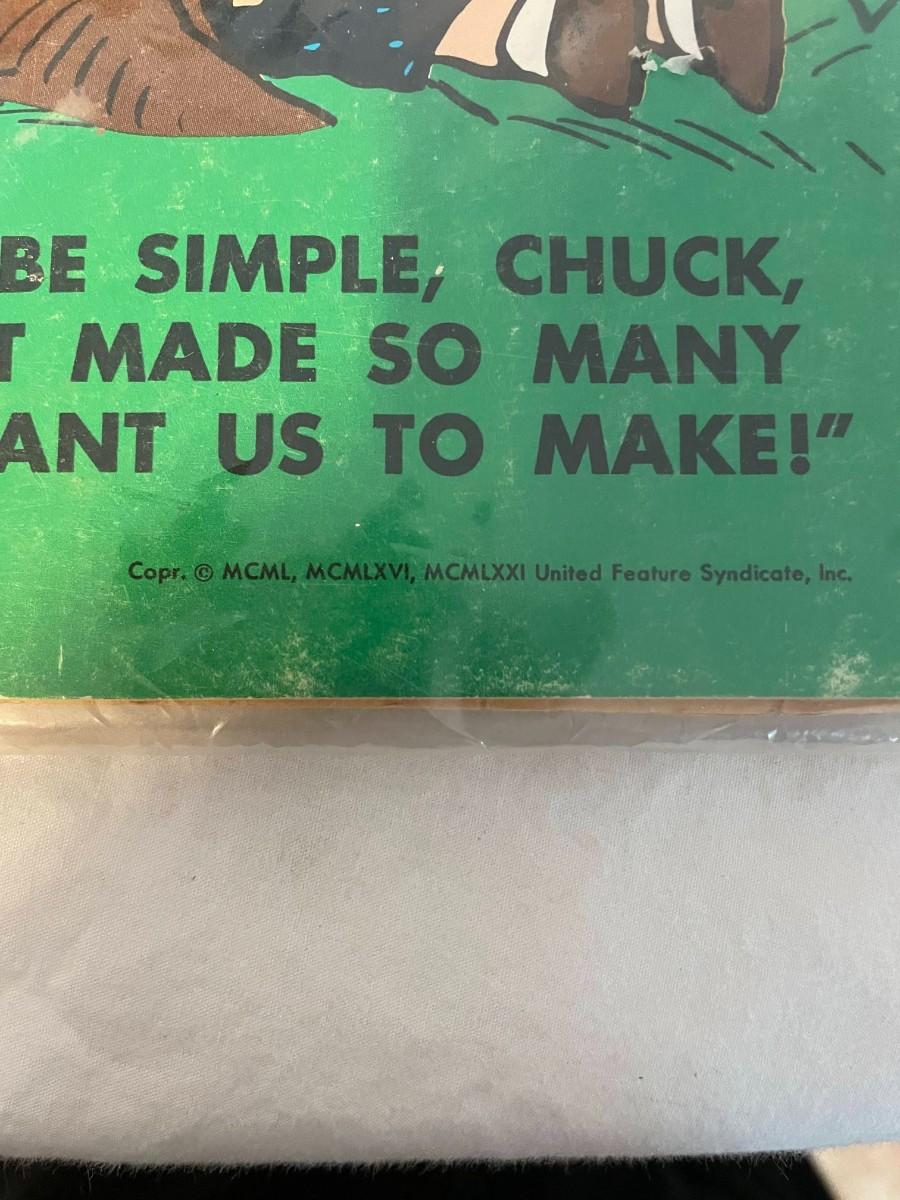 BE SIMPLE, CHUCK,
T MADE SO MANY
ANT US TO MAKE!”
Copr. © MCML, MCMLXVI, MCMLXXI United Feature Syndicate, Inc.